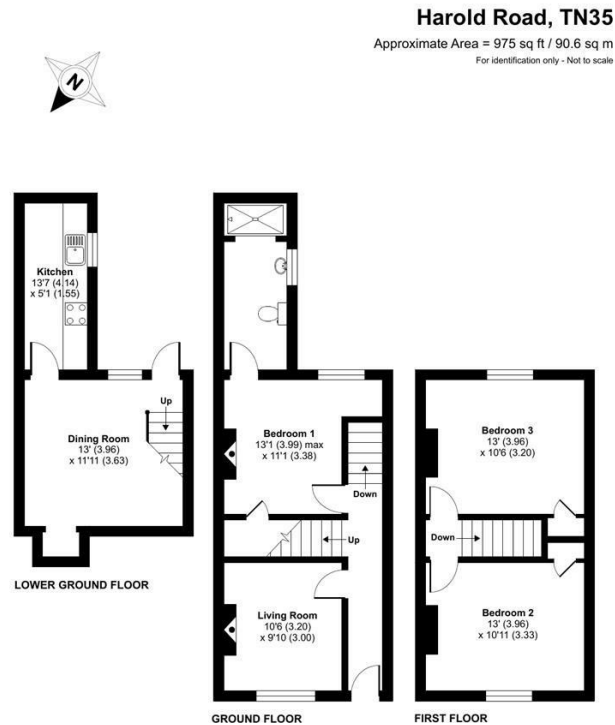 Harold Road, TN35
Approximate Area = 975 sq ft / 90.6 sq m
For identification only - Not to scale
N
Kitchen
13'7 (4.14)
x 5'1 (1.55)
Up
Dining Room
13' (3.96)
x 11'11 (3.63)
LOWER GROUND FLOOR
Bedroom 1
13'1 (3.99) max
x 11'1 (3.38)
Down
Up
Living Room
10'6 (3.20)
x 9'10 (3.00)
GROUND FLOOR
Bedroom 3
13' (3.96)
x 10'6 (3.20)
Down
Bedroom 2
13' (3.96)
x 10'11 (3.33)
FIRST FLOOR